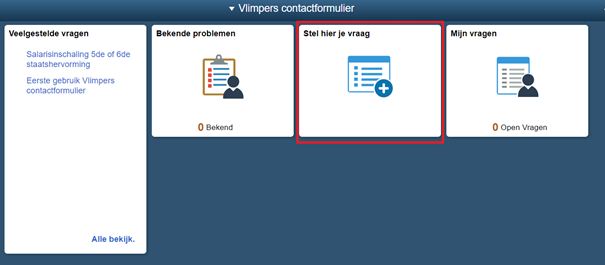 Vlimpers contactformulier
Veelgestelde vragen
Salarisinschaling 5de of 6de
staatshervorming
Eerste gebruik Vlimpers
contactformulier
Alle bekijk.
Bekende problemen
0 Bekend
Stel hier je vraag
Mijn vragen
0 Open Vragen